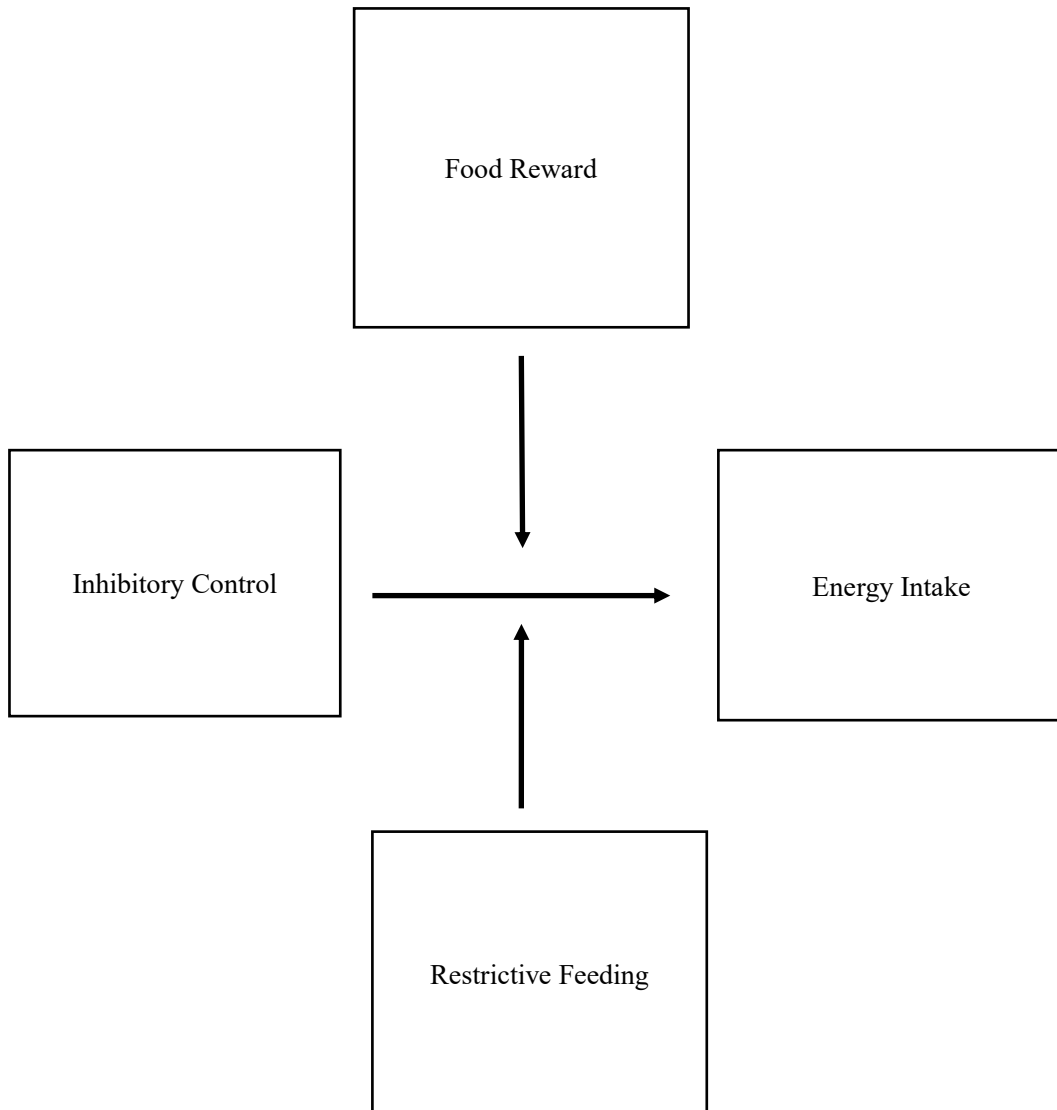 Food Reward
Inhibitory Control
Energy Intake
Restrictive Feeding